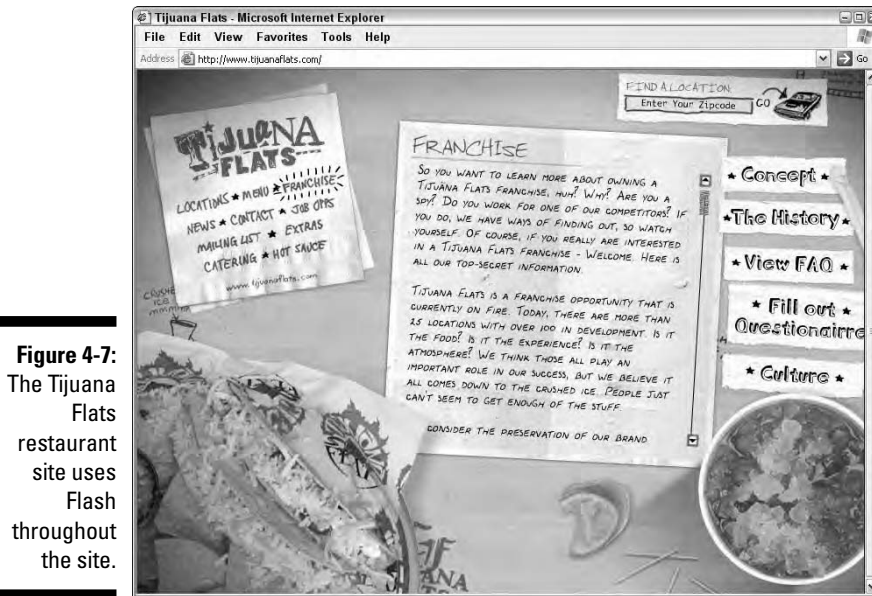 Tijuana Flats - Microsoft Internet Explorer
File Edit View Favorites Tools Help
Address http://www.tijuanaflats.com/
Go
FIND A LOCATION
Enter Your Zipcode
GO
TIJUANA
FLATS
LOCATIONS ★ MENU ★ FRANCHISE
NEWS ★ CONTACT ★ JOB OPPS
MAILING LIST ★ EXTRAS
CATERING ★ HOT SAUCE
www.tijuanaflats.com
CRUSHED
ICE
mmmm
FRANCHISE
SO YOU WANT TO LEARN MORE ABOUT OWNING A
TIJUANA FLATS FRANCHISE, HUH? WHY? ARE YOU A
SPY? DO YOU WORK FOR ONE OF OUR COMPETITORS? IF
YOU DO, WE HAVE WAYS OF FINDING OUT, SO WATCH
YOURSELF. OF COURSE, IF YOU REALLY ARE INTERESTED
IN A TIJUANA FLATS FRANCHISE - WELCOME. HERE IS
ALL OUR TOP-SECRET INFORMATION.
TIJUANA FLATS IS A FRANCHISE OPPORTUNITY THAT IS
CURRENTLY ON FIRE. TODAY, THERE ARE MORE THAN
25 LOCATIONS WITH OVER 100 IN DEVELOPMENT. IS IT
THE FOOD? IS IT THE EXPERIENCE? IS IT THE
ATMOSPHERE? WE THINK THOSE ALL PLAY AN
IMPORTANT ROLE IN OUR SUCCESS, BUT WE BELIEVE IT
ALL COMES DOWN TO THE CRUSHED ICE. PEOPLE JUST
CAN'T SEEM TO GET ENOUGH OF THE STUFF.
CONSIDER THE PRESERVATION OF OUR BRAND
★ Concept ★
★ The History ★
★ View FAQ ★
★ Fill out ★
Questionairre
★ Culture ★
Figure 4-7:
The Tijuana
Flats
restaurant
site uses
Flash
throughout
the site.